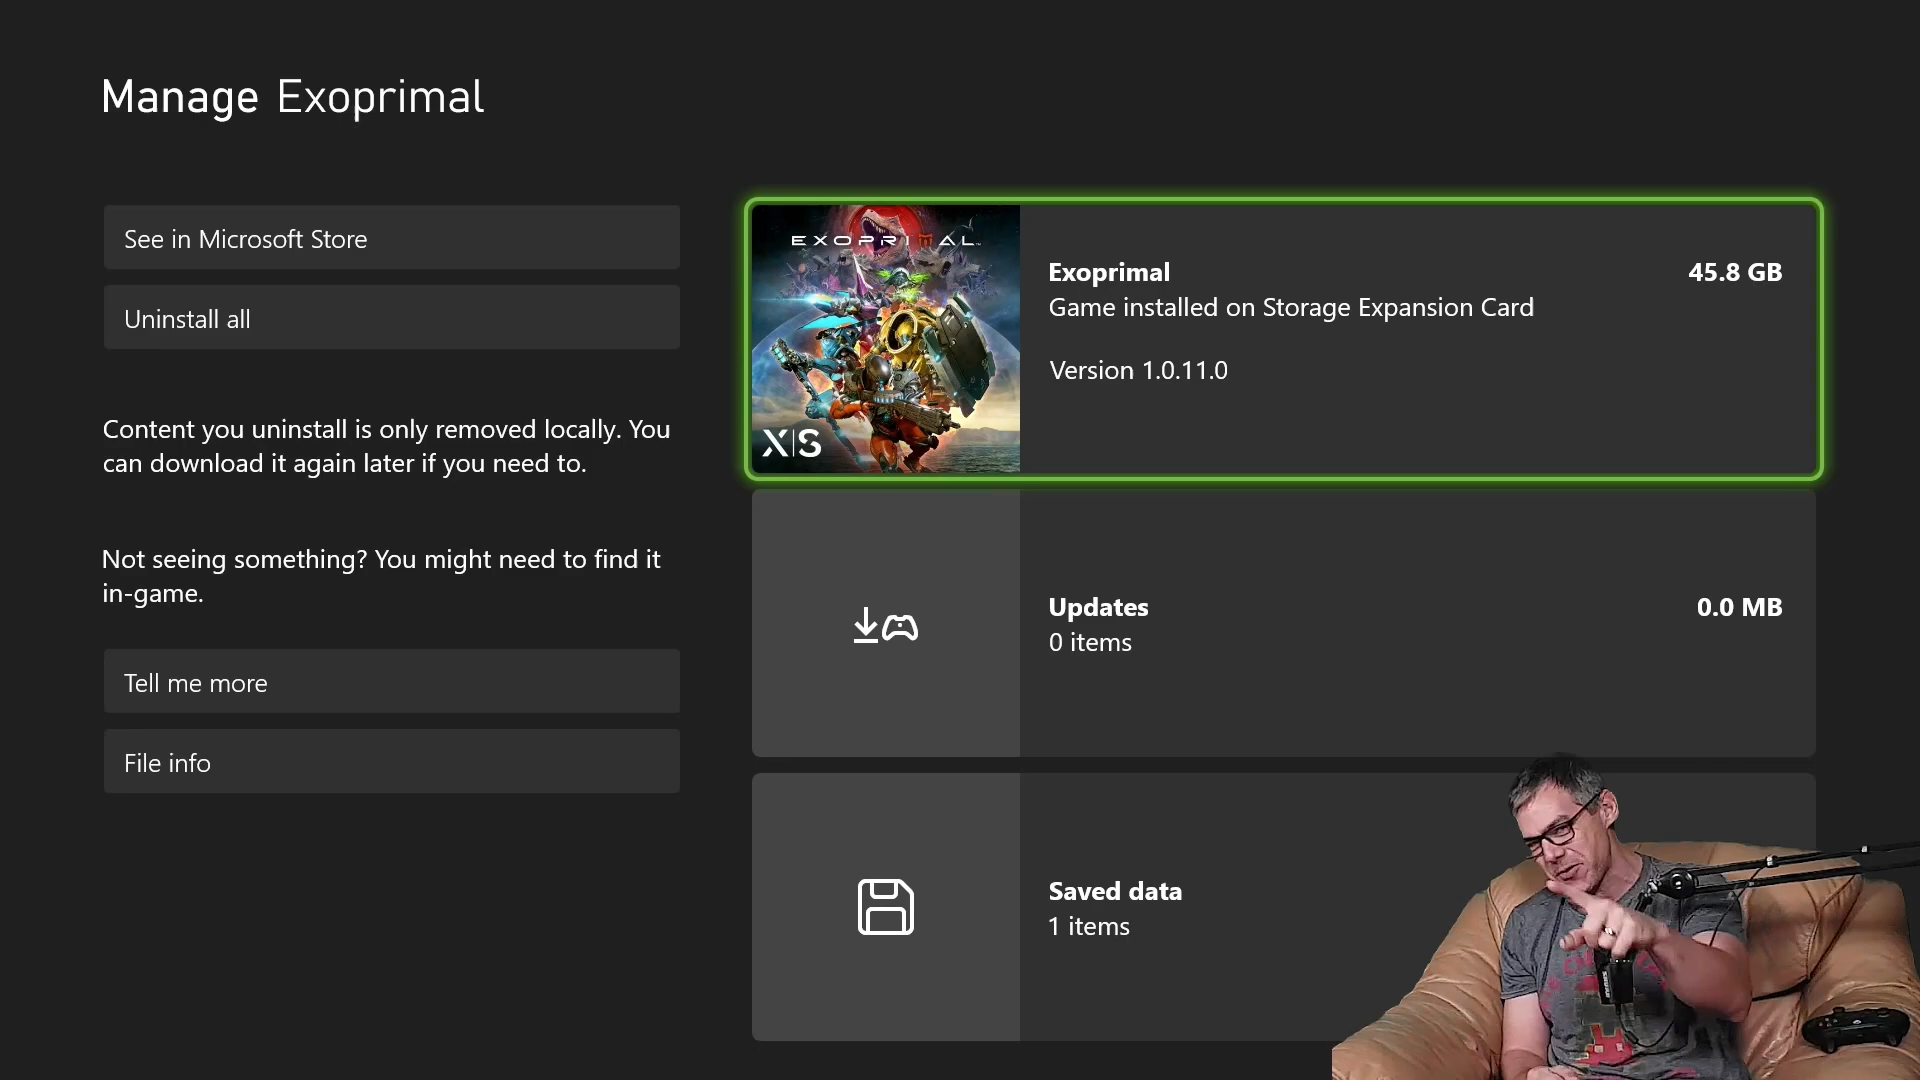 Manage Exoprimal
See in Microsoft Store
Uninstall all
Content you uninstall is only removed locally. You
can download it again later if you need to.
Not seeing something? You might need to find it
in-game.
Tell me more
File info
EXOPRIMAL
X|S
Exoprimal
45.8 GB
Game installed on Storage Expansion Card
Version 1.0.11.0
Updates
0.0 MB
0 items
Saved data
1 items